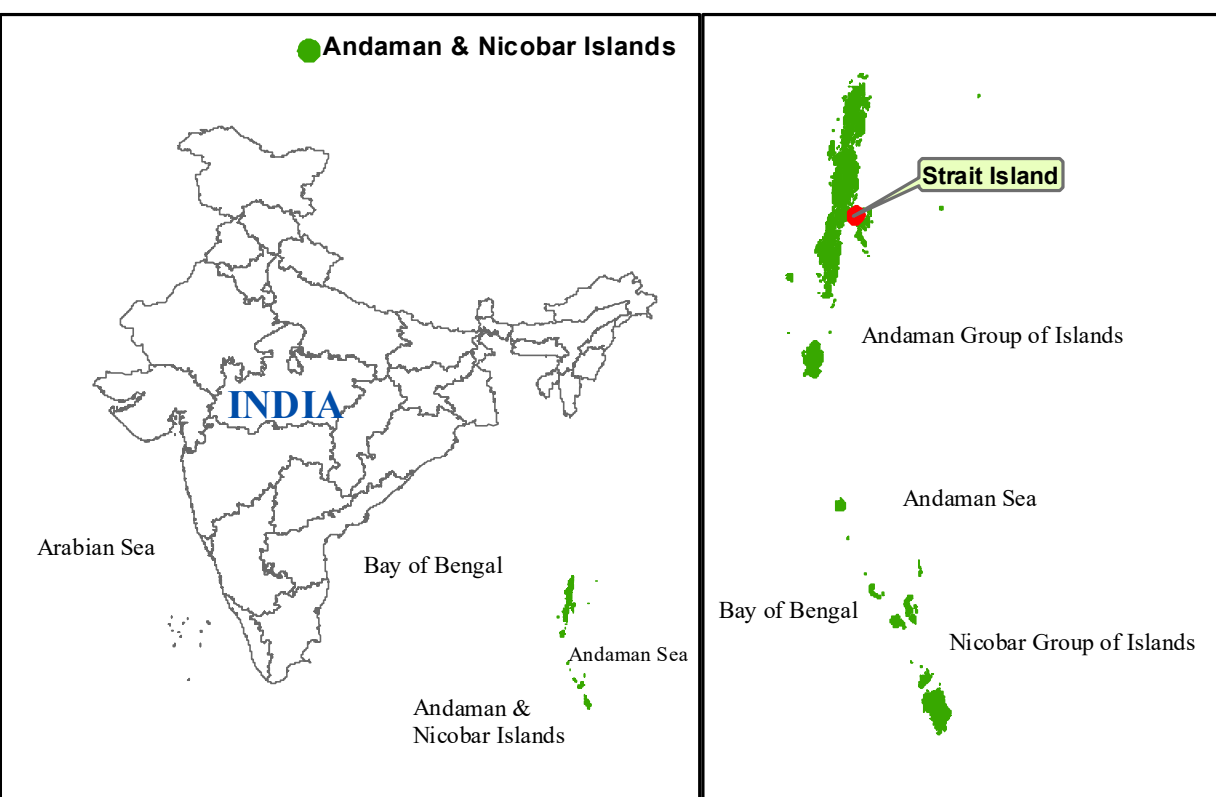 Andaman & Nicobar Islands
INDIA
Arabian Sea
Bay of Bengal
Andaman Sea
Andaman &
Nicobar Islands
Strait Island
Andaman Group of Islands
Andaman Sea
Bay of Bengal
Nicobar Group of Islands